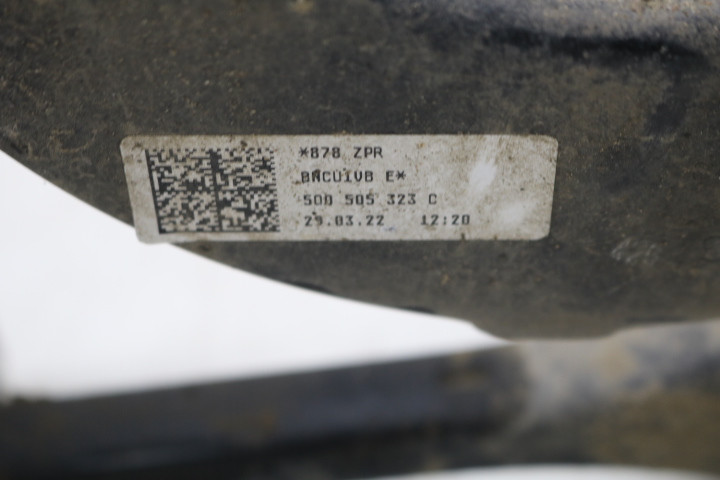 *878 ZPR
BNCUIVB E*
5Q0 505 323 C
29.03.22 12:20